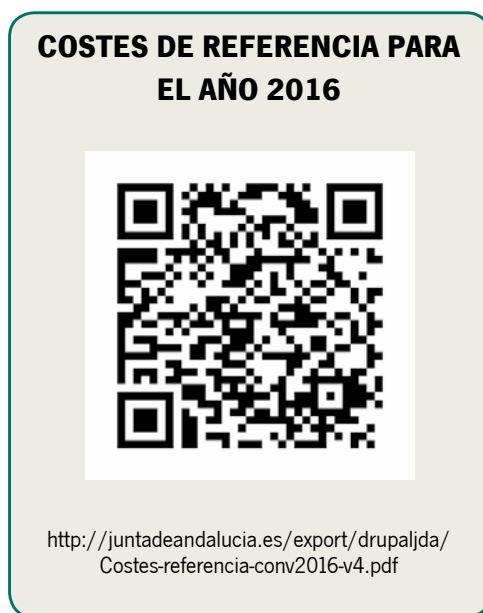 COSTES DE REFERENCIA PARA
EL AÑO 2016
http://juntadeandalucia.es/export/drupaljda/
Costes-referencia-conv2016-v4.pdf